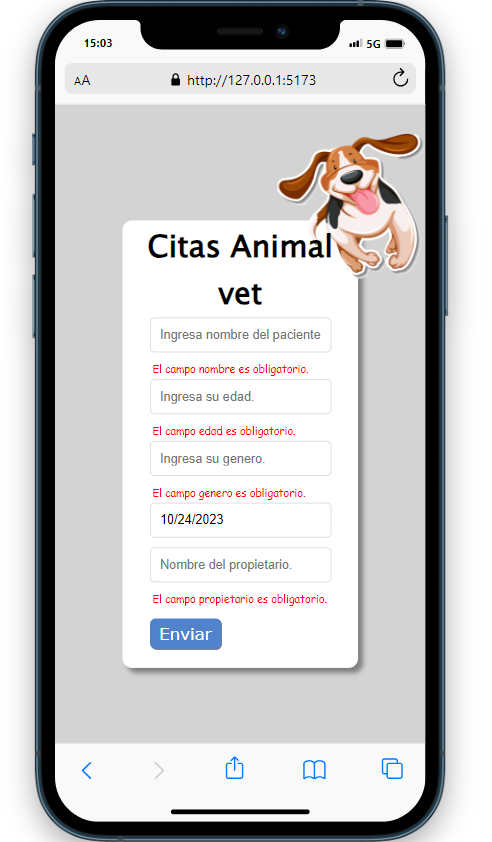 15:03
5G
AA
http://127.0.0.1:5173
Citas Animal
vet
Ingresa nombre del paciente
El campo nombre es obligatorio.
Ingresa su edad.
El campo edad es obligatorio.
Ingresa su genero.
El campo genero es obligatorio.
10/24/2023
Nombre del propietario.
El campo propietario es obligatorio.
Enviar